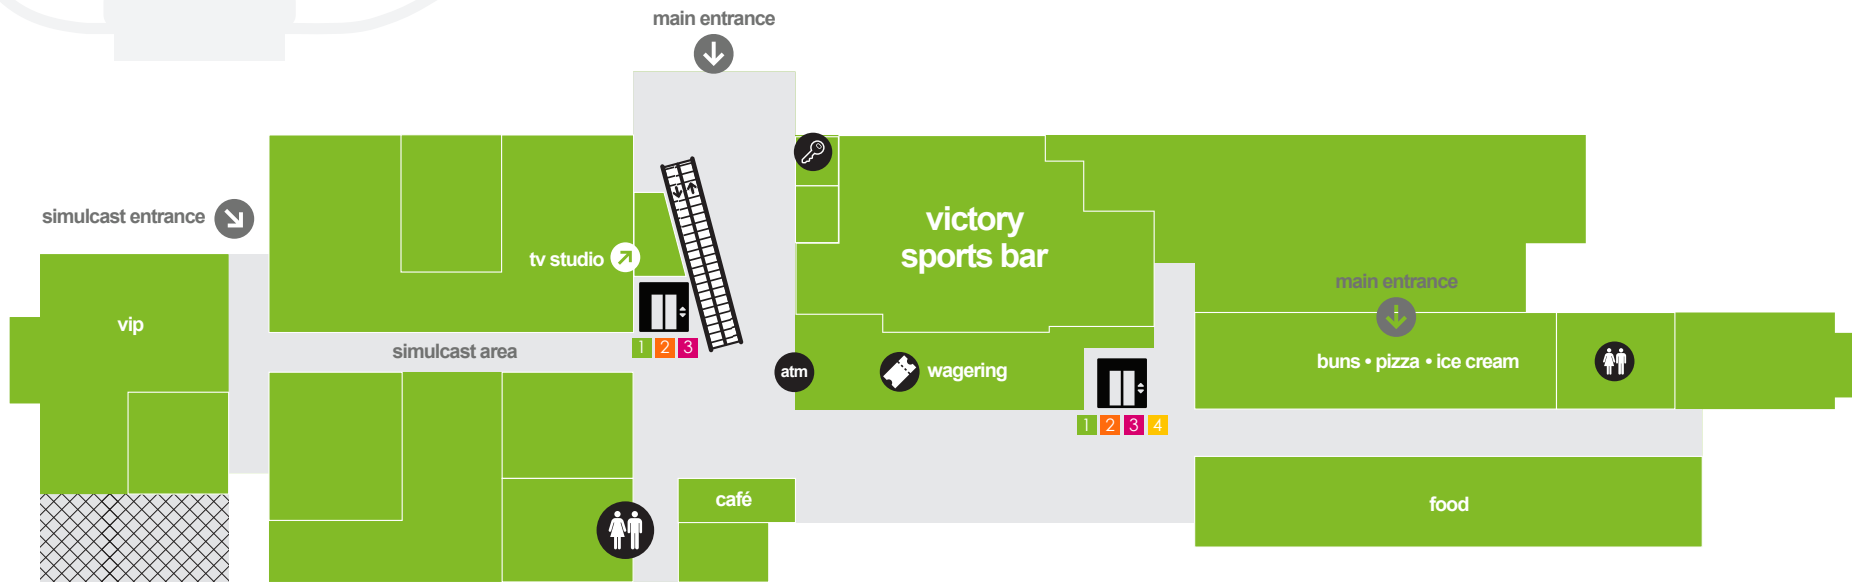 main entrance
simulcast entrance
tv studio
victory
sports bar
main entrance
vip
simulcast area
1 2 3
atm
wagering
buns • pizza • ice cream
1 2 3 4
café
food